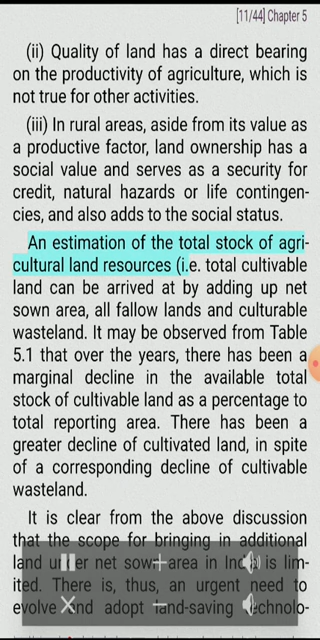 [11/44] Chapter 5
(ii) Quality of land has a direct bearing
on the productivity of agriculture, which is
not true for other activities.
(iii) In rural areas, aside from its value as
a productive factor, land ownership has a
social value and serves as a security for
credit, natural hazards or life contingen-
cies, and also adds to the social status.
An estimation of the total stock of agri-
cultural land resources (i.e. total cultivable
land can be arrived at by adding up net
sown area, all fallow lands and culturable
wasteland. It may be observed from Table
5.1 that over the years, there has been a
marginal decline in the available total
stock of cultivable land as a percentage to
total reporting area. There has been a
greater decline of cultivated land, in spite
of a corresponding decline of cultivable
wasteland.
It is clear from the above discussion
that the scope for bringing in additional
land under net sown area in India is lim-
ited. There is, thus, an urgent need to
evolve and adopt land-saving technolo-